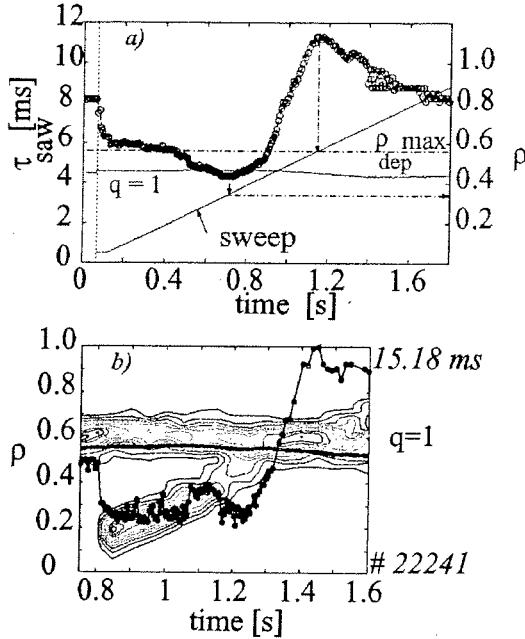 a)
12
10
8
6
4
2
0
τsaw [ms]
1.0
0.8
0.6
0.4
0.2
ρ
ρ max
dep
q = 1
sweep
0 0.4 0.8 1.2 1.6
time [s]
b)
1.0
0.8
0.6
0.4
0.2
0
ρ
15.18 ms
q=1
# 22241
0.8 1 1.2 1.4 1.6
time [s]